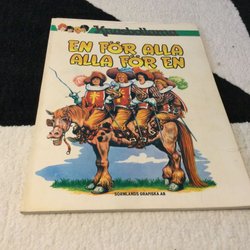 EN FÖR ALLA
ALLA FÖR EN
SÖRMLANDS GRAFISKA AB